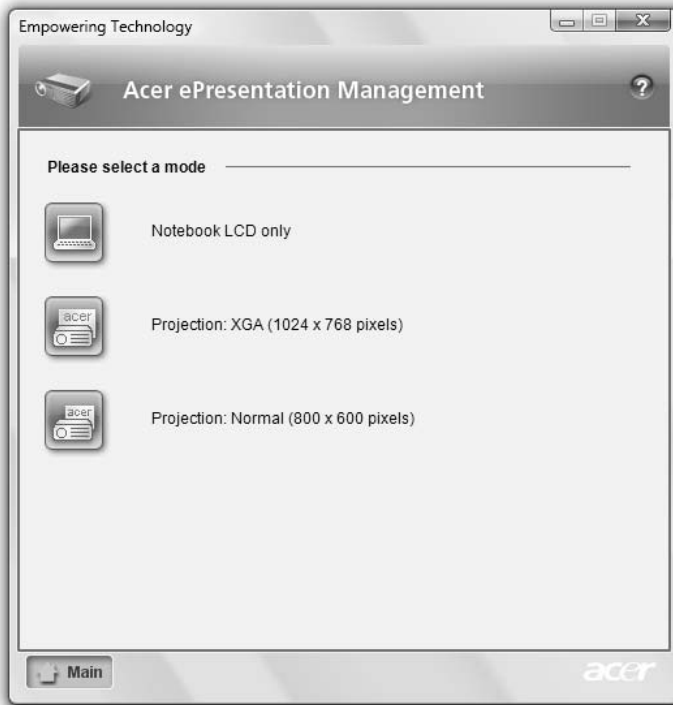 Empowering Technology
Acer ePresentation Management
?
Please select a mode
Notebook LCD only
acer
Projection: XGA (1024 x 768 pixels)
acer
Projection: Normal (800 x 600 pixels)
Main
acer